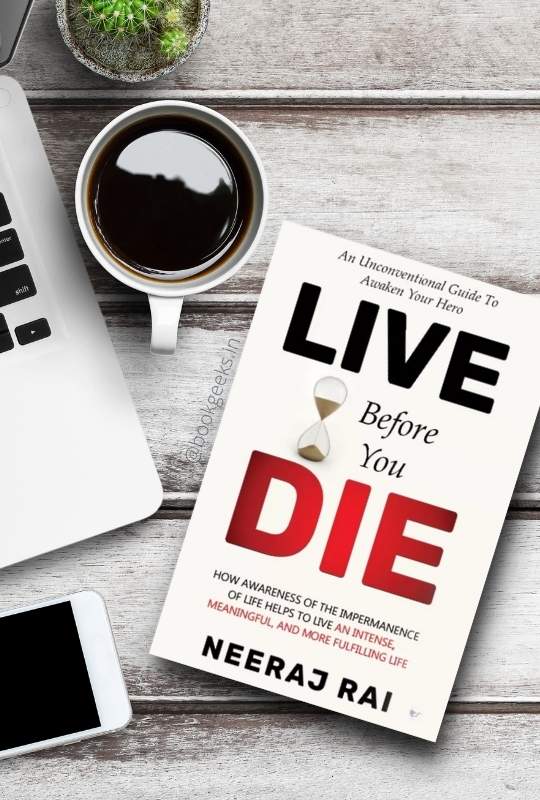 An Unconventional Guide To
Awaken Your Hero
LIVE
Before
You
DIE
HOW AWARENESS OF THE IMPERMANENCE
OF LIFE HELPS TO LIVE AN INTENSE,
MEANINGFUL, AND MORE FULFILLING LIFE
NEERAJ RAI
@bookgeeks.in
enter
shift